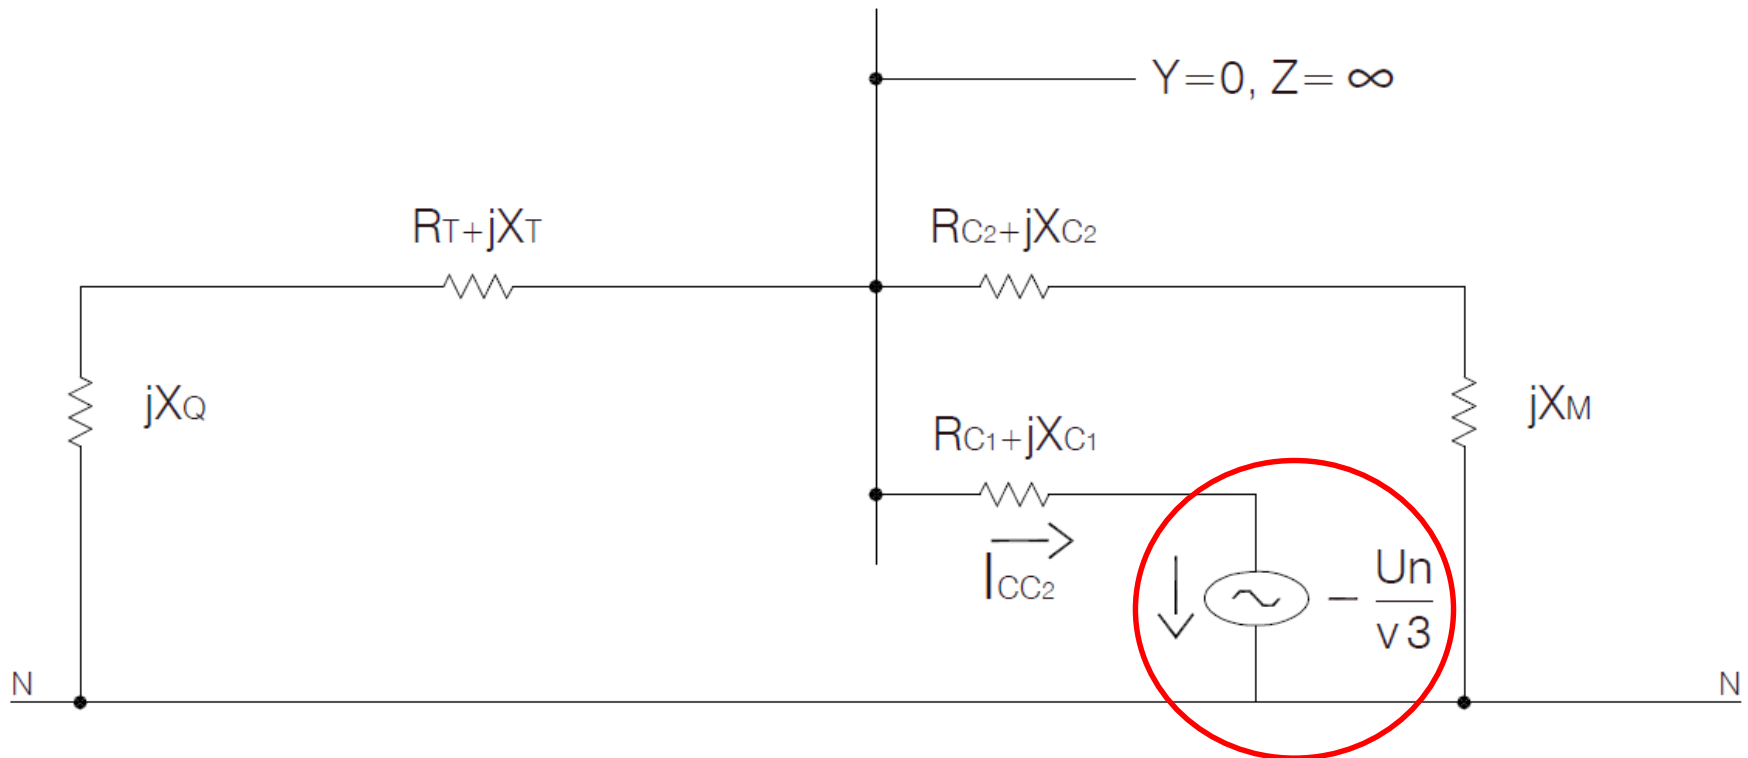 Y=0, Z= ∞
RT+jXT
RC2+jXC2
jXQ
jXM
RC1+jXC1
ICC2
− Un
v3
N
N